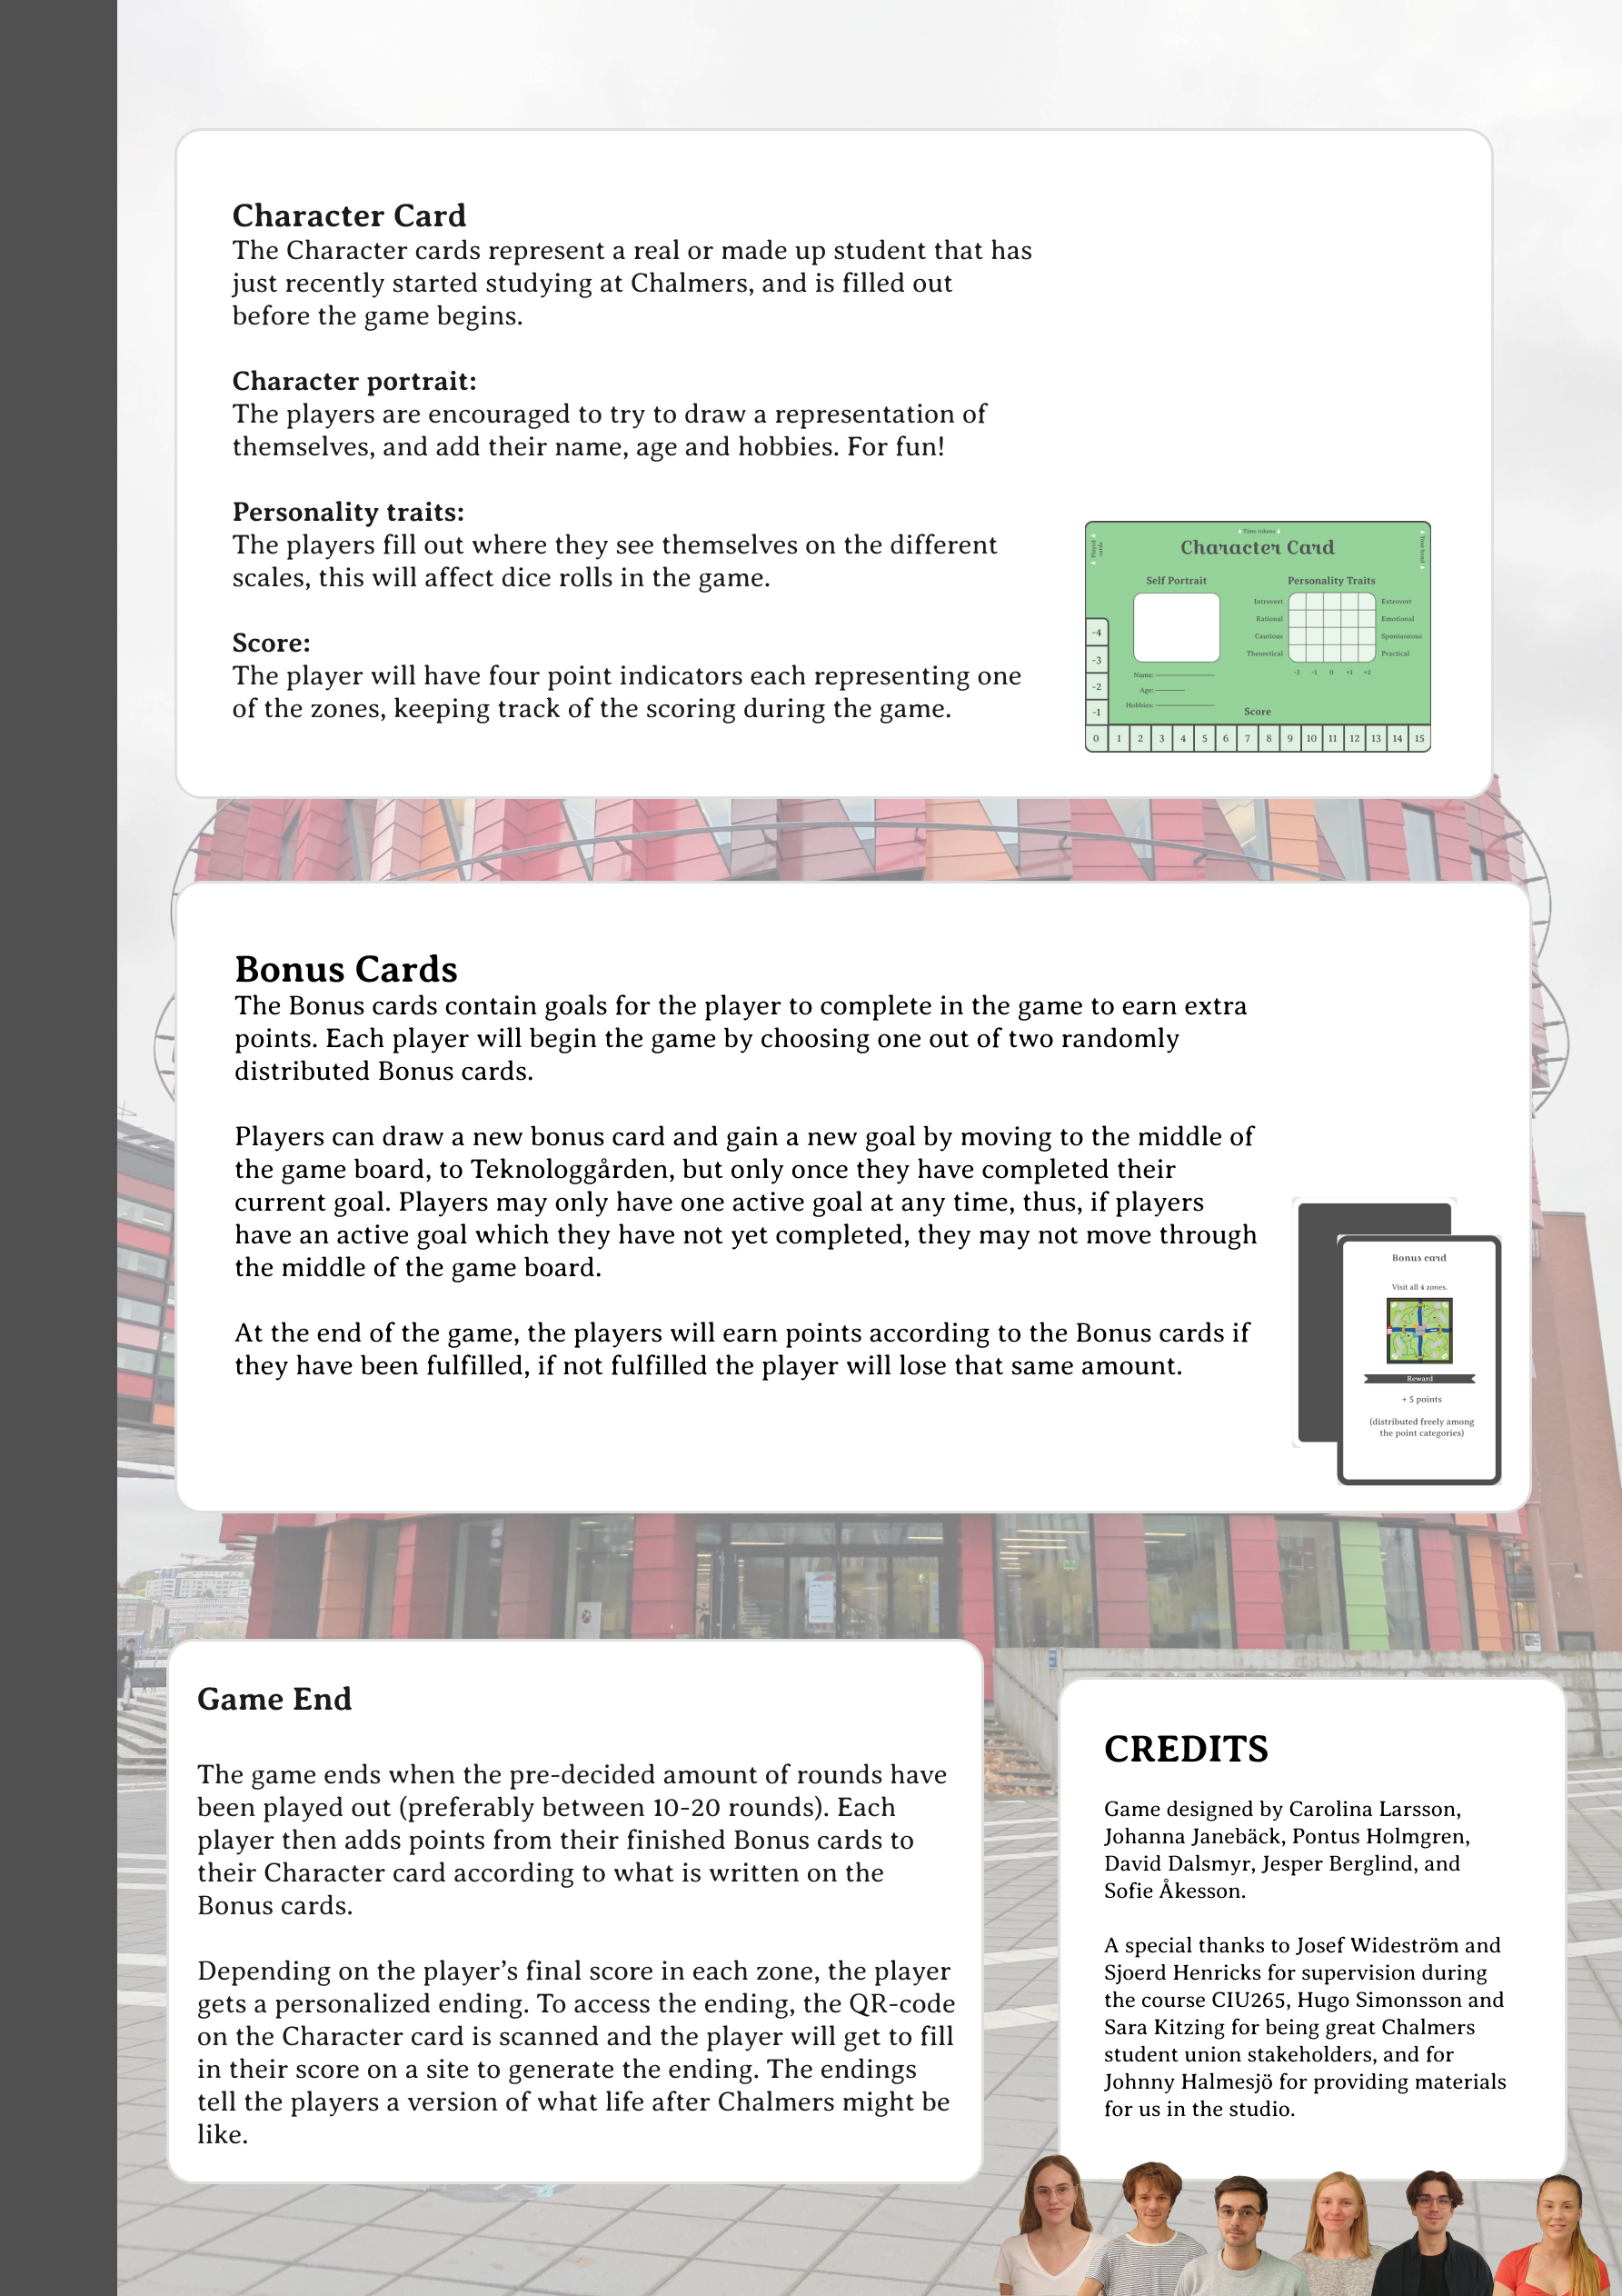 Character Card
The Character cards represent a real or made up student that has
just recently started studying at Chalmers, and is filled out
before the game begins.
Character portrait:
The players are encouraged to try to draw a representation of
themselves, and add their name, age and hobbies. For fun!
Personality traits:
The players fill out where they see themselves on the different
scales, this will affect dice rolls in the game.
Score:
The player will have four point indicators each representing one
of the zones, keeping track of the scoring during the game.
Time tokens
Played
cards
Your hand
Character Card
Self Portrait
Personality Traits
Introvert Extrovert
Rational Emotional
Cautious Spontaneous
Theoretical Practical
-2 -1 0 +1 +2
Name:
Age:
Hobbies:
Score
-4
-3
-2
-1
0 1 2 3 4 5 6 7 8 9 10 11 12 13 14 15
Bonus Cards
The Bonus cards contain goals for the player to complete in the game to earn extra
points. Each player will begin the game by choosing one out of two randomly
distributed Bonus cards.
Players can draw a new bonus card and gain a new goal by moving to the middle of
the game board, to Teknologgården, but only once they have completed their
current goal. Players may only have one active goal at any time, thus, if players
have an active goal which they have not yet completed, they may not move through
the middle of the game board.
At the end of the game, the players will earn points according to the Bonus cards if
they have been fulfilled, if not fulfilled the player will lose that same amount.
Bonus card
Visit all 4 zones.
Reward
+ 5 points
(distributed freely among
the point categories)
Game End
The game ends when the pre-decided amount of rounds have
been played out (preferably between 10-20 rounds). Each
player then adds points from their finished Bonus cards to
their Character card according to what is written on the
Bonus cards.
Depending on the player’s final score in each zone, the player
gets a personalized ending. To access the ending, the QR-code
on the Character card is scanned and the player will get to fill
in their score on a site to generate the ending. The endings
tell the players a version of what life after Chalmers might be
like.
CREDITS
Game designed by Carolina Larsson,
Johanna Janebäck, Pontus Holmgren,
David Dalsmyr, Jesper Berglind, and
Sofie Åkesson.
A special thanks to Josef Wideström and
Sjoerd Henricks for supervision during
the course CIU265, Hugo Simonsson and
Sara Kitzing for being great Chalmers
student union stakeholders, and for
Johnny Halmesjö for providing materials
for us in the studio.